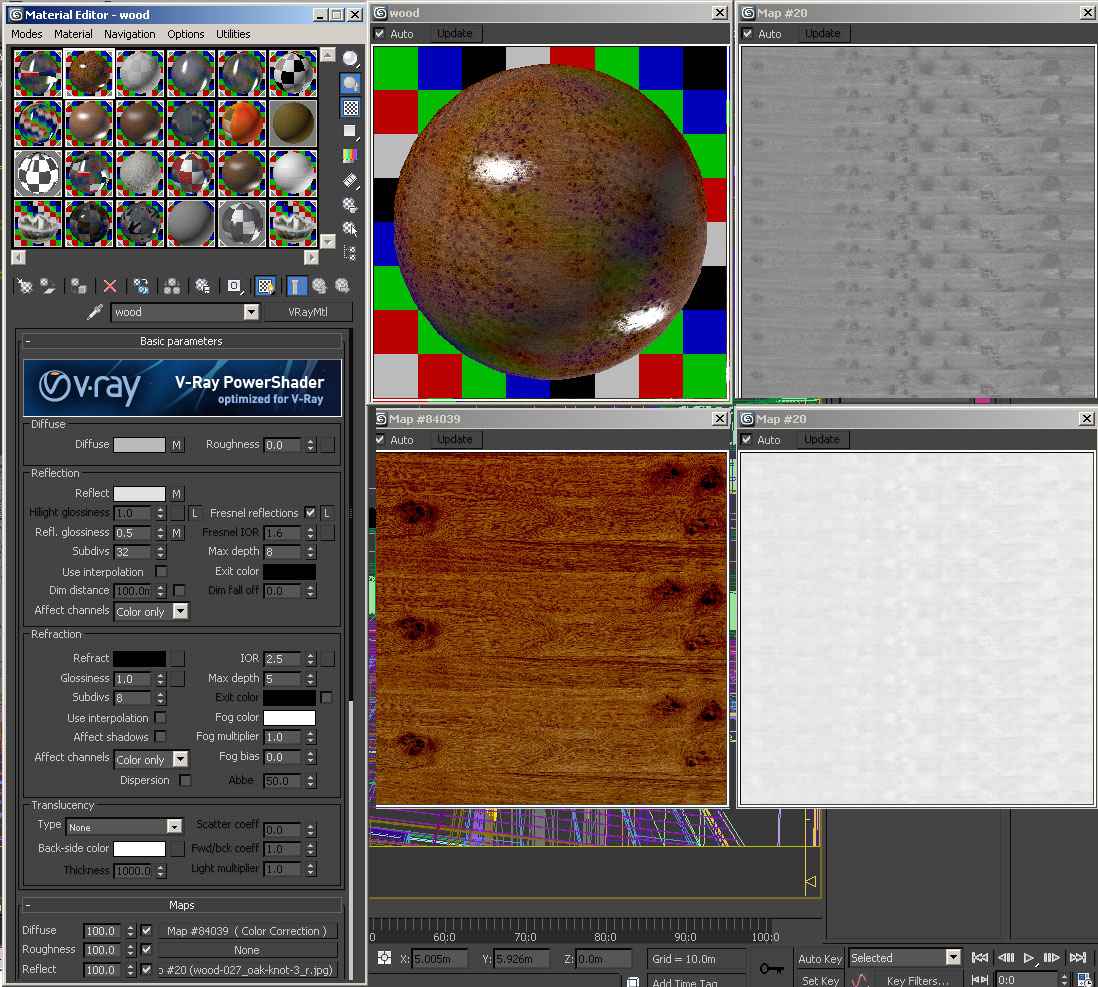 Material Editor - wood
Modes Material Navigation Options Utilities
wood
VRayMtl
Basic parameters
v·ray
V-Ray PowerShader
optimized for V-Ray
Diffuse
Diffuse M Roughness 0.0
Reflection
Reflect M
Hilight glossiness 1.0 L Fresnel reflections L
Refl. glossiness 0.5 M Fresnel IOR 1.6
Subdivs 32 Max depth 8
Use interpolation Exit color
Dim distance 100.0m Dim fall off 0.0
Affect channels Color only
Refraction
Refract IOR 2.5
Glossiness 1.0 Max depth 5
Subdivs 8 Exit color
Use interpolation Fog color
Affect shadows Fog multiplier 1.0
Affect channels Color only Fog bias 0.0
Dispersion Abbe 50.0
Translucency
Type None Scatter coeff 0.0
Back-side color Fwd/bck coeff 1.0
Thickness 1000.0 Light multiplier 1.0
Maps
Diffuse 100.0 Map #84039 ( Color Correction )
Roughness 100.0 None
Reflect 100.0 p #20 (wood-027_oak-knot-3_r.jpg)
wood
Auto Update
Map #20
Auto Update
Map #84039
Auto Update
Map #20
Auto Update
0 60:0 70:0 80:0 90:0 100:0
X: 5.005m Y: 5.926m Z: 0.0m Grid = 10.0m
Add Time Tag
Auto Key Selected
Set Key Key Filters... 0:0